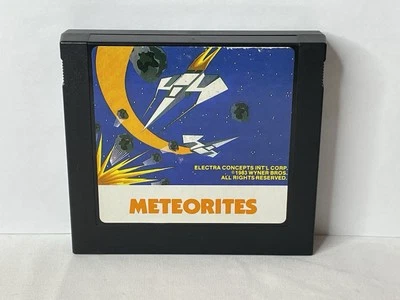 ELECTRA CONCEPTS INT'L CORP.
©1983 WYNER BROS.
ALL RIGHTS RESERVED.
METEORITES